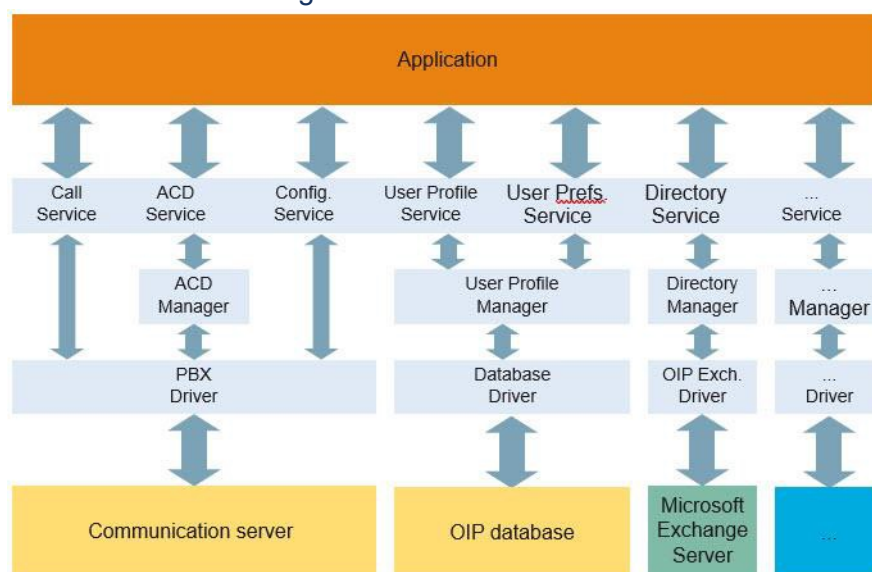 Application
Call
Service
ACD
Service
Config.
Service
User Profile
Service
User Prefs.
Service
Directory
Service
...
Service
ACD
Manager
User Profile
Manager
Directory
Manager
...
Manager
PBX
Driver
Database
Driver
OIP Exch.
Driver
...
Driver
Communication server
OIP database
Microsoft
Exchange
Server
...